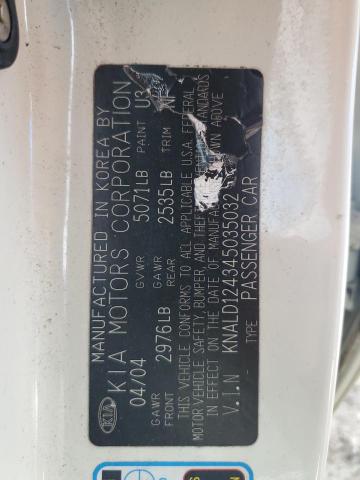 MANUFACTURED IN KOREA BY
KIA KIA MOTORS CORPORATION
04/04 GVWR 5071LB PAINT U3
GAWR FRONT 2976LB GAWR REAR 2535LB TRIM NF
THIS VEHICLE CONFORMS TO ALL APPLICABLE U.S.A. FEDERAL
MOTOR VEHICLE SAFETY, BUMPER, AND THEFT STANDARDS
IN EFFECT ON THE DATE OF MANUFACTURE SHOWN ABOVE
V.I.N KNALD124345035032
TYPE PASSENGER CAR